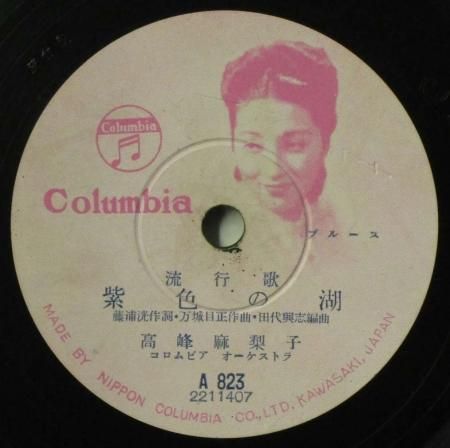 Columbia
Columbia
ブルース
流行歌
紫色の湖
藤浦洸作詞・万城目正作曲・田代與志編曲
高峰麻梨子
コロムビア オーケストラ
A 823
2211407
MADE BY NIPPON COLUMBIA CO., LTD. KAWASAKI, JAPAN